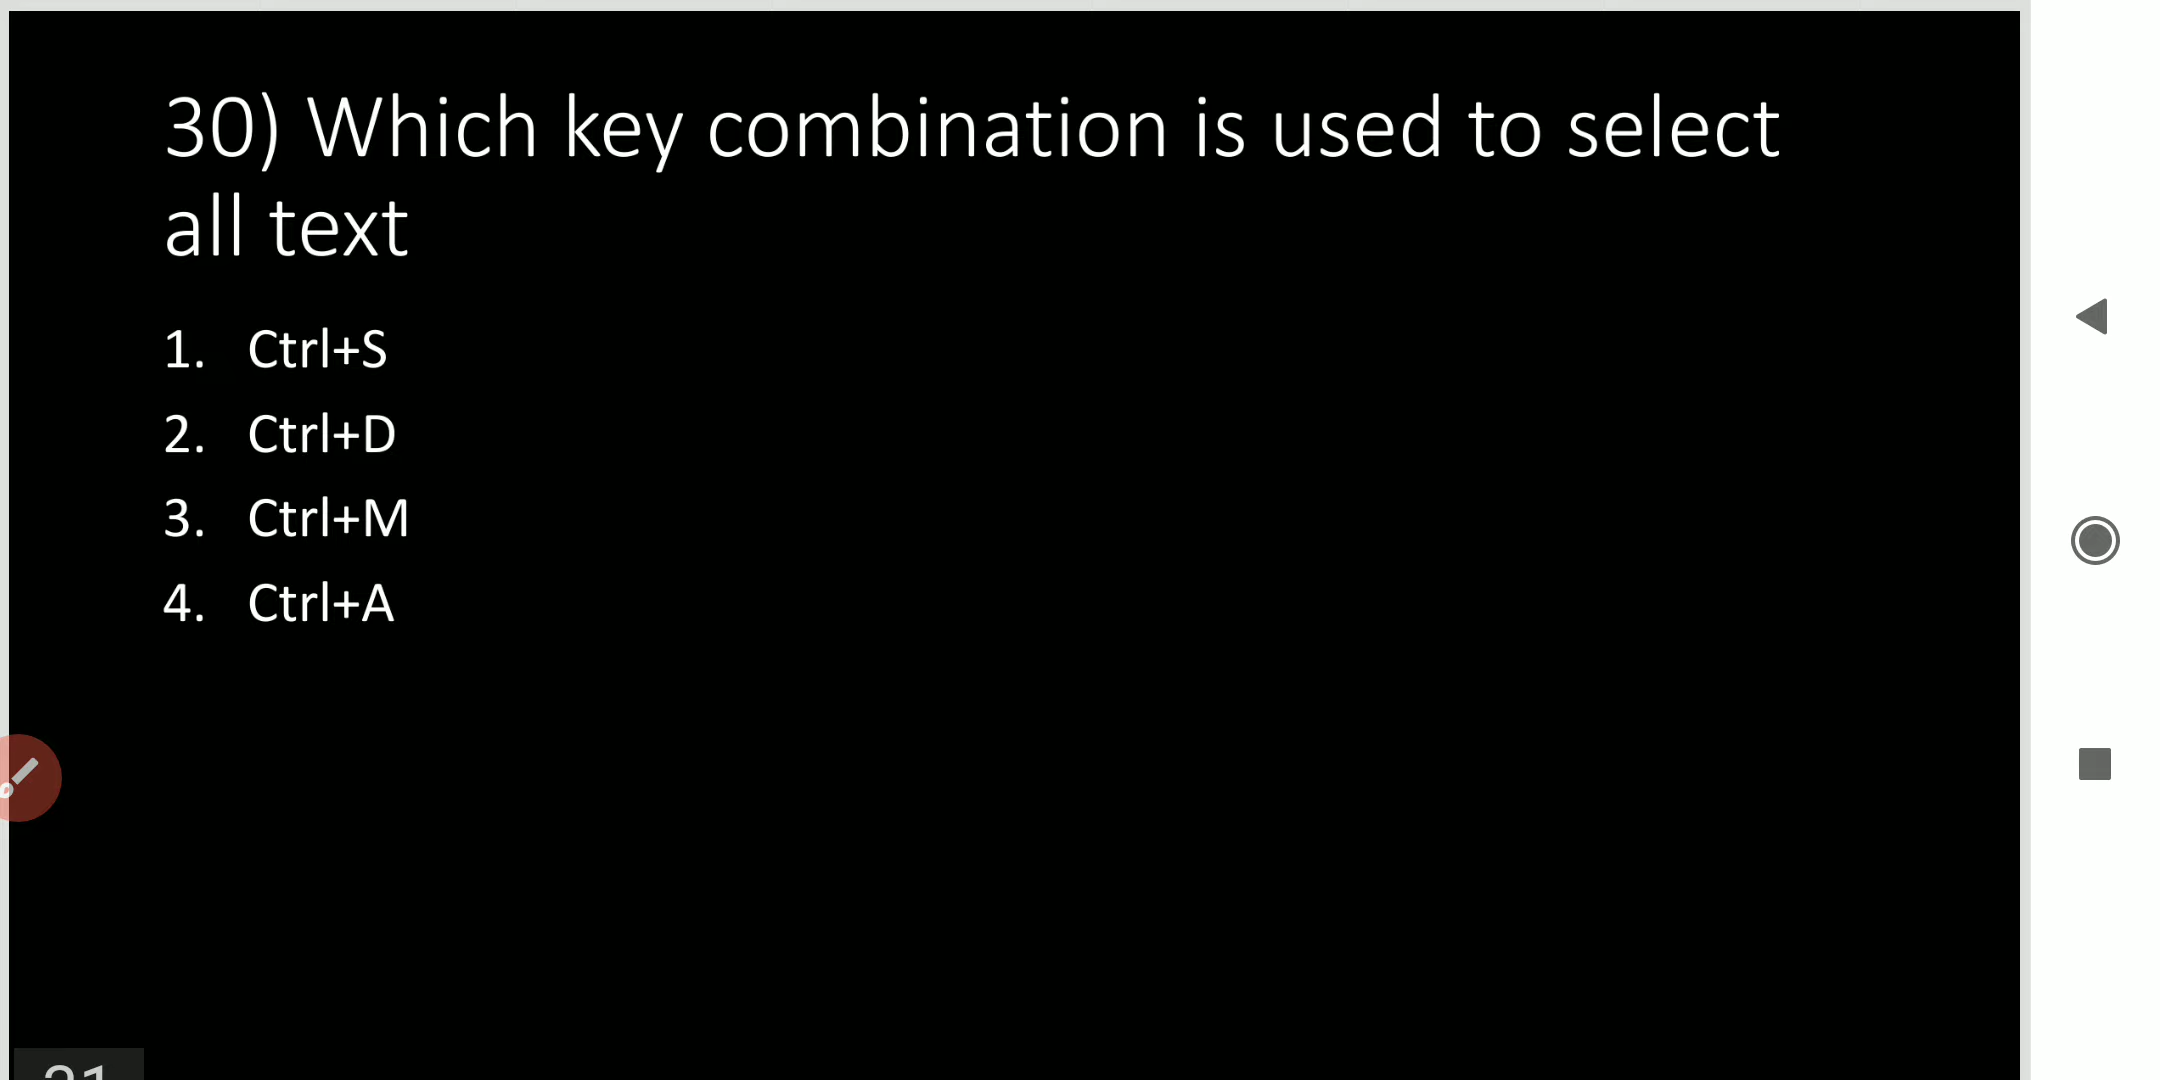 30) Which key combination is used to select
all text
1. Ctrl+S
2. Ctrl+D
3. Ctrl+M
4. Ctrl+A